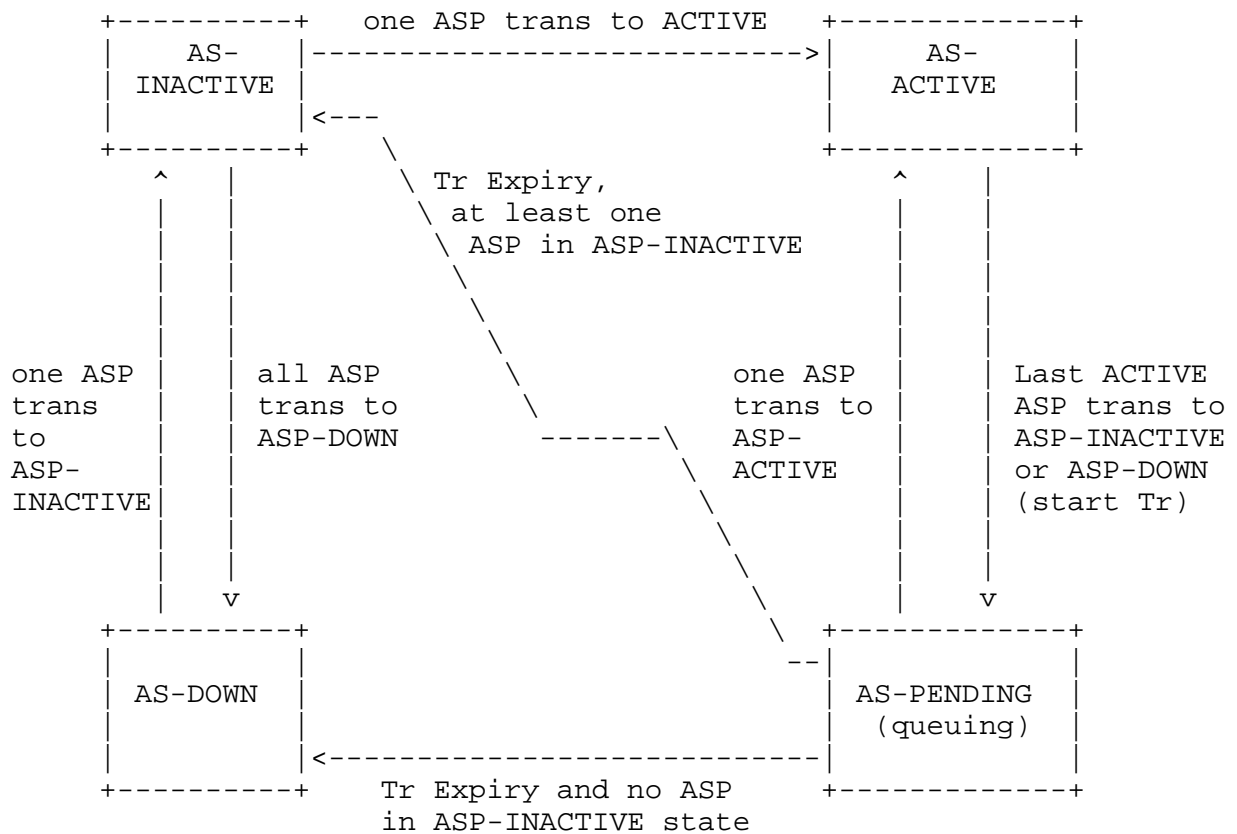 one ASP trans to ACTIVE
AS-
INACTIVE
AS-
ACTIVE
Tr Expiry,
at least one
ASP in ASP-INACTIVE
one ASP
trans
to
ASP-
INACTIVE
all ASP
trans to
ASP-DOWN
one ASP
trans to
ASP-
ACTIVE
Last ACTIVE
ASP trans to
ASP-INACTIVE
or ASP-DOWN
(start Tr)
AS-DOWN
AS-PENDING
(queuing)
Tr Expiry and no ASP
in ASP-INACTIVE state